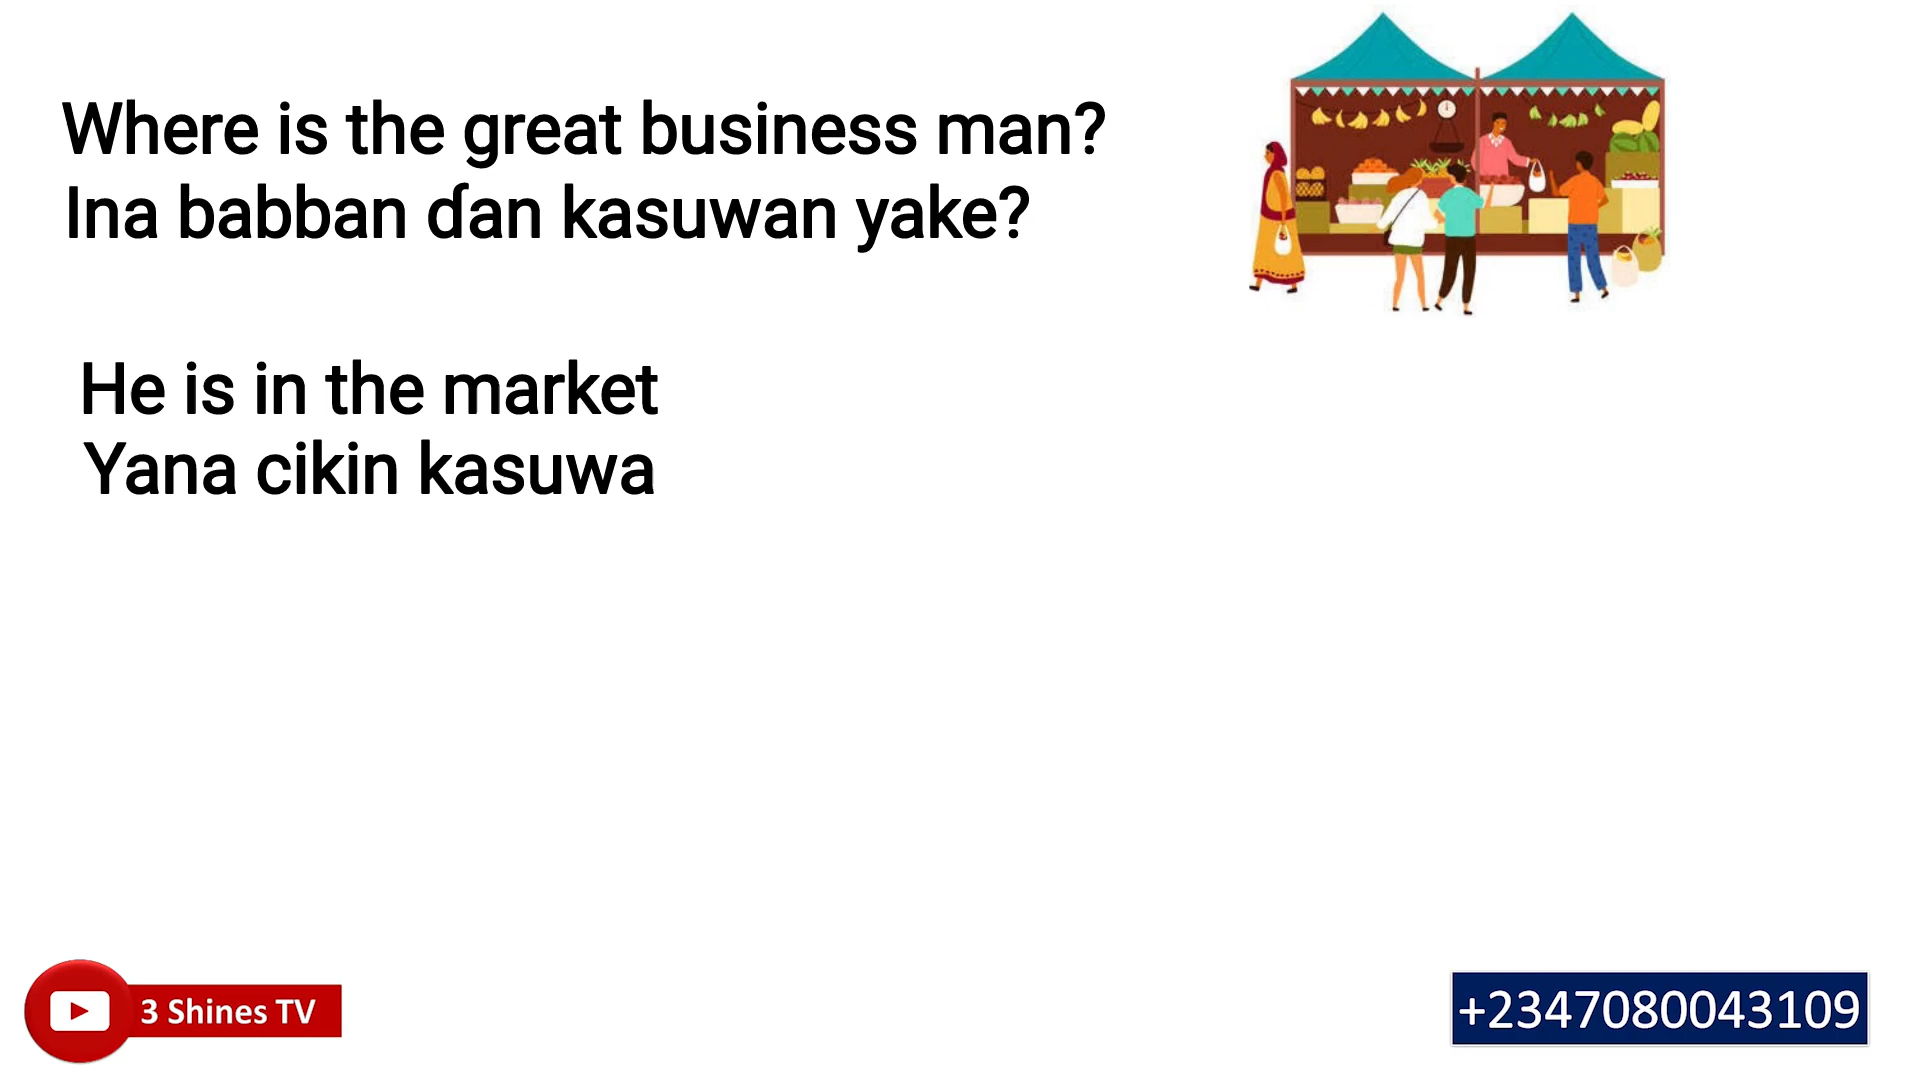 Where is the great business man?
Ina babban ɗan kasuwan yake?
He is in the market
Yana cikin kasuwa
3 Shines TV
+2347080043109